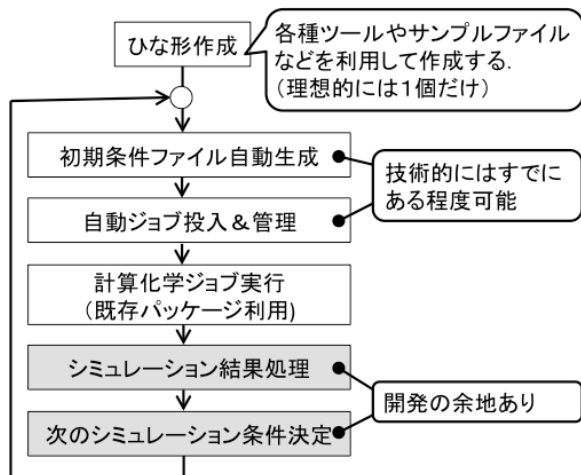 ひな形作成
各種ツールやサンプルファイル
などを利用して作成する.
（理想的には１個だけ）
初期条件ファイル自動生成
技術的にはすでに
ある程度可能
自動ジョブ投入＆管理
計算化学ジョブ実行
（既存パッケージ利用)
シミュレーション結果処理
開発の余地あり
次のシミュレーション条件決定